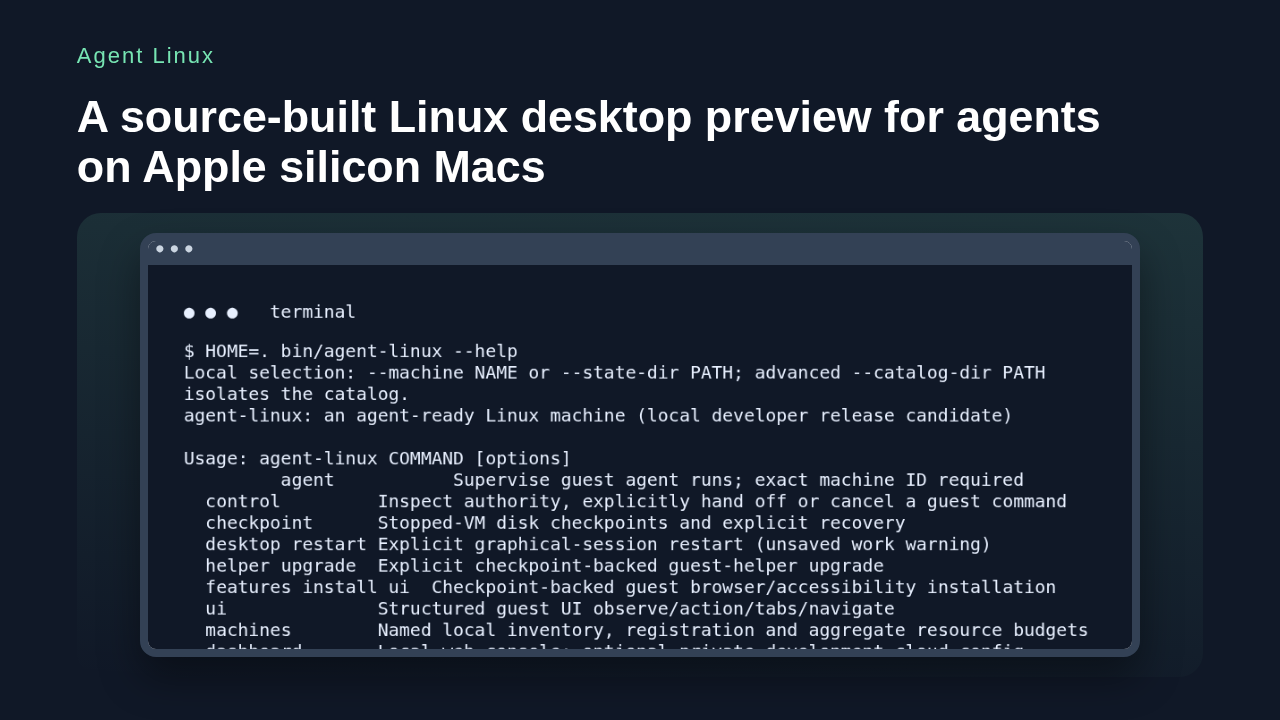 Agent Linux
A source-built Linux desktop preview for agents
on Apple silicon Macs
● ● ●   terminal
$ HOME=. bin/agent-linux --help
Local selection: --machine NAME or --state-dir PATH; advanced --catalog-dir PATH
isolates the catalog.
agent-linux: an agent-ready Linux machine (local developer release candidate)
Usage: agent-linux COMMAND [options]
agent           Supervise guest agent runs; exact machine ID required
control         Inspect authority, explicitly hand off or cancel a guest command
checkpoint      Stopped-VM disk checkpoints and explicit recovery
desktop restart Explicit graphical-session restart (unsaved work warning)
helper upgrade  Explicit checkpoint-backed guest-helper upgrade
features install ui  Checkpoint-backed guest browser/accessibility installation
ui              Structured guest UI observe/action/tabs/navigate
machines        Named local inventory, registration and aggregate resource budgets